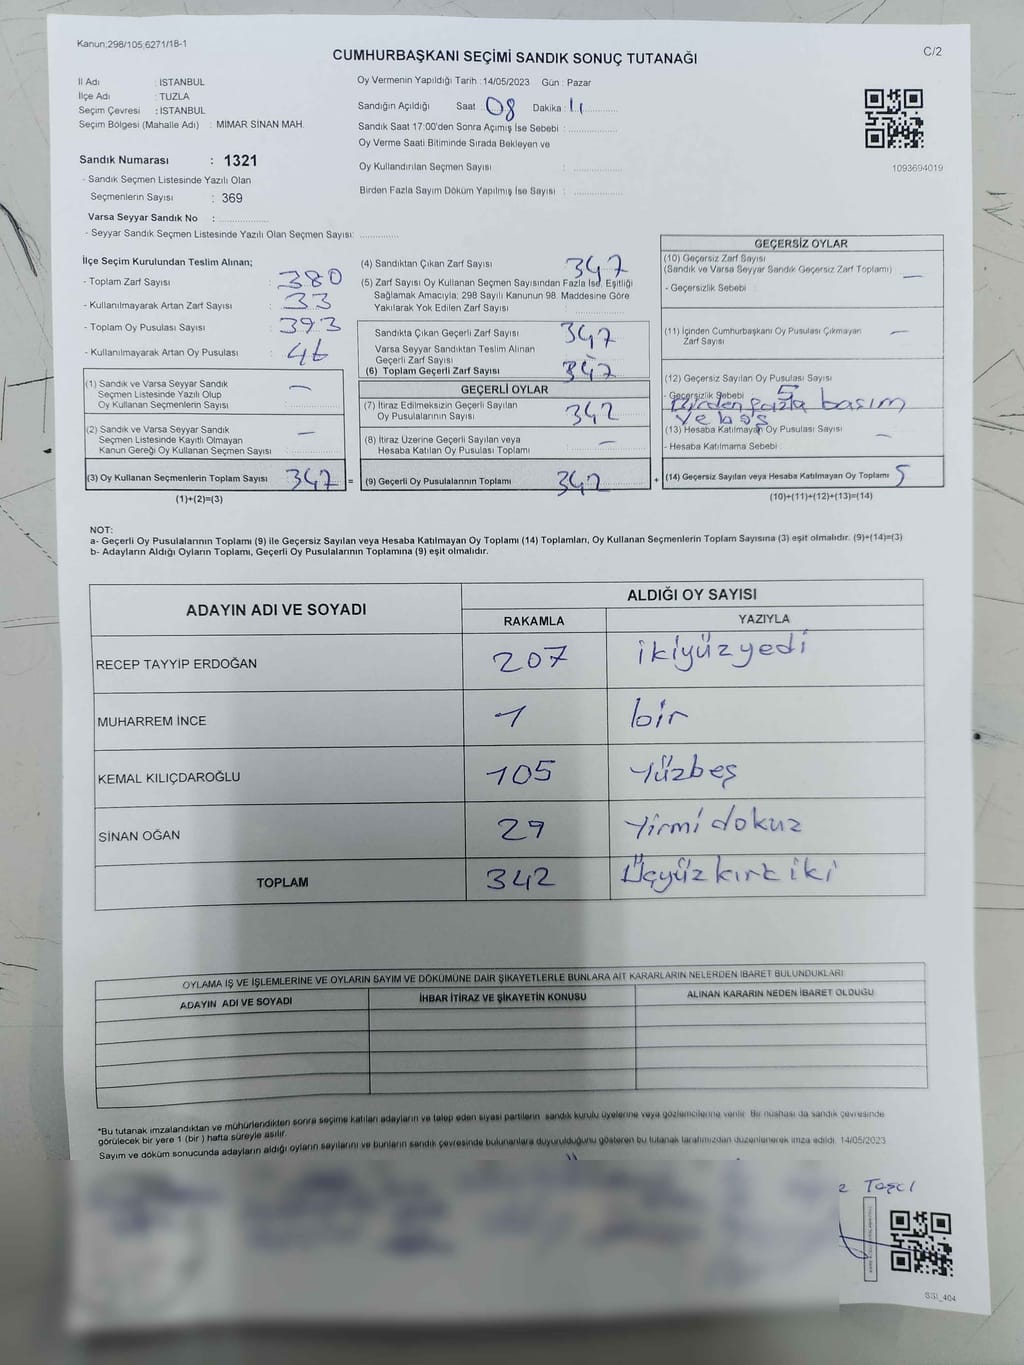 Kanun:298/105;6271/18-1
C/2
CUMHURBAŞKANI SEÇİMİ SANDIK SONUÇ TUTANAĞI
İl Adı : İSTANBUL
İlçe Adı : TUZLA
Seçim Çevresi : İSTANBUL
Seçim Bölgesi (Mahalle Adı) : MİMAR SİNAN MAH.
Sandık Numarası : 1321
- Sandık Seçmen Listesinde Yazılı Olan
Seçmenlerin Sayısı : 369
Varsa Seyyar Sandık No :
- Seyyar Sandık Seçmen Listesinde Yazılı Olan Seçmen Sayısı:
Oy Vermenin Yapıldığı Tarih :14/05/2023 Gün : Pazar
Sandığın Açıldığı Saat : 08 Dakika : 11
Sandık Saat 17:00'den Sonra Açımış İse Sebebi :
Oy Verme Saati Bitiminde Sırada Bekleyen ve
Oy Kullandırılan Seçmen Sayısı :
Birden Fazla Sayım Döküm Yapılmış İse Sayısı :
1093694019
İlçe Seçim Kurulundan Teslim Alınan;
- Toplam Zarf Sayısı : 380
- Kullanılmayarak Artan Zarf Sayısı : 33
- Toplam Oy Pusulası Sayısı : 393
- Kullanılmayarak Artan Oy Pusulası : 46
(1) Sandık ve Varsa Seyyar Sandık
Seçmen Listesinde Yazılı Olup
Oy Kullanan Seçmenlerin Sayısı : —
(2) Sandık ve Varsa Seyyar Sandık
Seçmen Listesinde Kayıtlı Olmayan
Kanun Gereği Oy Kullanan Seçmen Sayısı : —
(3) Oy Kullanan Seçmenlerin Toplam Sayısı : 347 =
(1)+(2)=(3)
(4) Sandıktan Çıkan Zarf Sayısı : 347
(5) Zarf Sayısı Oy Kullanan Seçmen Sayısından Fazla İse, Eşitliği
Sağlamak Amacıyla; 298 Sayılı Kanunun 98. Maddesine Göre
Yakılarak Yok Edilen Zarf Sayısı :
Sandıkta Çıkan Geçerli Zarf Sayısı : 347
Varsa Seyyar Sandıktan Teslim Alınan
Geçerli Zarf Sayısı :
(6) Toplam Geçerli Zarf Sayısı : 347
GEÇERLİ OYLAR
(7) İtiraz Edilmeksizin Geçerli Sayılan
Oy Pusulalarının Sayısı : 342
(8) İtiraz Üzerine Geçerli Sayılan veya
Hesaba Katılan Oy Pusulası Toplamı : —
(9) Geçerli Oy Pusulalarının Toplamı : 342 +
GEÇERSİZ OYLAR
(10) Geçersiz Zarf Sayısı
(Sandık ve Varsa Seyyar Sandık Geçersiz Zarf Toplamı) —
- Geçersizlik Sebebi :
(11) İçinden Cumhurbaşkanı Oy Pusulası Çıkmayan
Zarf Sayısı —
(12) Geçersiz Sayılan Oy Pusulası Sayısı 5
- Geçersizlik Sebebi
Birden fazla basım
ve boş
(13) Hesaba Katılmayan Oy Pusulası Sayısı —
- Hesaba Katılmama Sebebi :
(14) Geçersiz Sayılan veya Hesaba Katılmayan Oy Toplamı : 5
(10)+(11)+(12)+(13)=(14)
NOT:
a- Geçerli Oy Pusulalarının Toplamı (9) ile Geçersiz Sayılan veya Hesaba Katılmayan Oy Toplamı (14) Toplamları, Oy Kullanan Seçmenlerin Toplam Sayısına (3) eşit olmalıdır. (9)+(14)=(3)
b- Adayların Aldığı Oyların Toplamı, Geçerli Oy Pusulalarının Toplamına (9) eşit olmalıdır.
ADAYIN ADI VE SOYADI
ALDIĞI OY SAYISI
RAKAMLA YAZIYLA
RECEP TAYYİP ERDOĞAN 207 ikiyüzyedi
MUHARREM İNCE 1 bir
KEMAL KILIÇDAROĞLU 105 Yüzbeş
SİNAN OĞAN 29 Yirmi dokuz
TOPLAM 342 Üçyüz kırk iki
OYLAMA İŞ VE İŞLEMLERİNE VE OYLARIN SAYIM VE DÖKÜMÜNE DAİR ŞİKAYETLERLE BUNLARA AİT KARARLARIN NELERDEN İBARET BULUNDUKLARI
ADAYIN ADI VE SOYADI İHBAR İTİRAZ VE ŞİKAYETİN KONUSU ALINAN KARARIN NEDEN İBARET OLDUĞU
*Bu tutanak imzalandıktan ve mühürlendikten sonra seçime katılan adayların ve talep eden siyasi partilerin sandık kurulu üyelerine veya gözlemcilerine verilir. Bir nüshası da sandık çevresinde
görülecek bir yere 1 (bir ) hafta süreyle asılır.
Sayım ve döküm sonucunda adayların aldığı oyların sayılarını ve bunların sandık çevresinde bulunanlara duyurulduğunu gösteren bu tutanak tarafımızdan düzenlenerek imza edildi. 14/05/2023
Taşcı
SSI_404